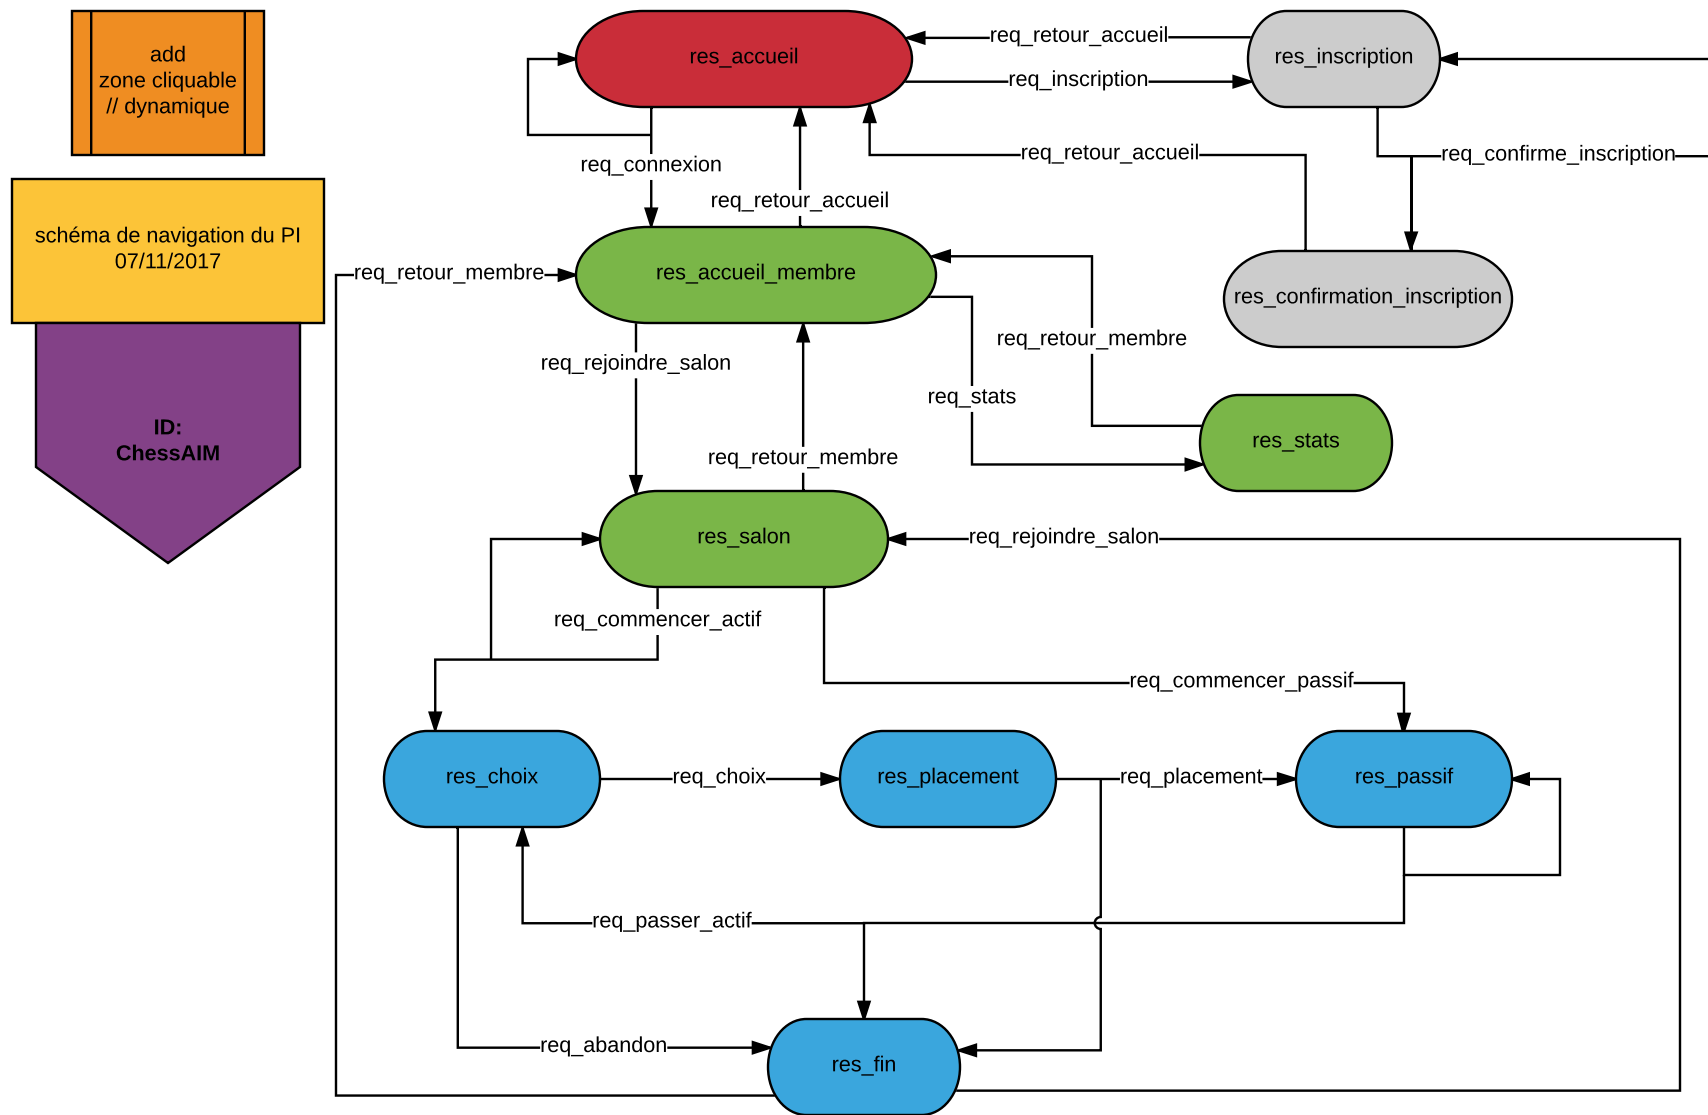 add
zone cliquable
// dynamique
schéma de navigation du PI
07/11/2017
ID:
ChessAIM
res_accueil
req_retour_accueil
req_inscription
res_inscription
req_connexion
req_retour_accueil
req_retour_accueil
req_confirme_inscription
req_retour_membre
res_accueil_membre
res_confirmation_inscription
req_rejoindre_salon
req_retour_membre
req_stats
res_stats
req_retour_membre
res_salon
req_rejoindre_salon
req_commencer_actif
req_commencer_passif
res_choix
req_choix
res_placement
req_placement
res_passif
req_passer_actif
req_abandon
res_fin